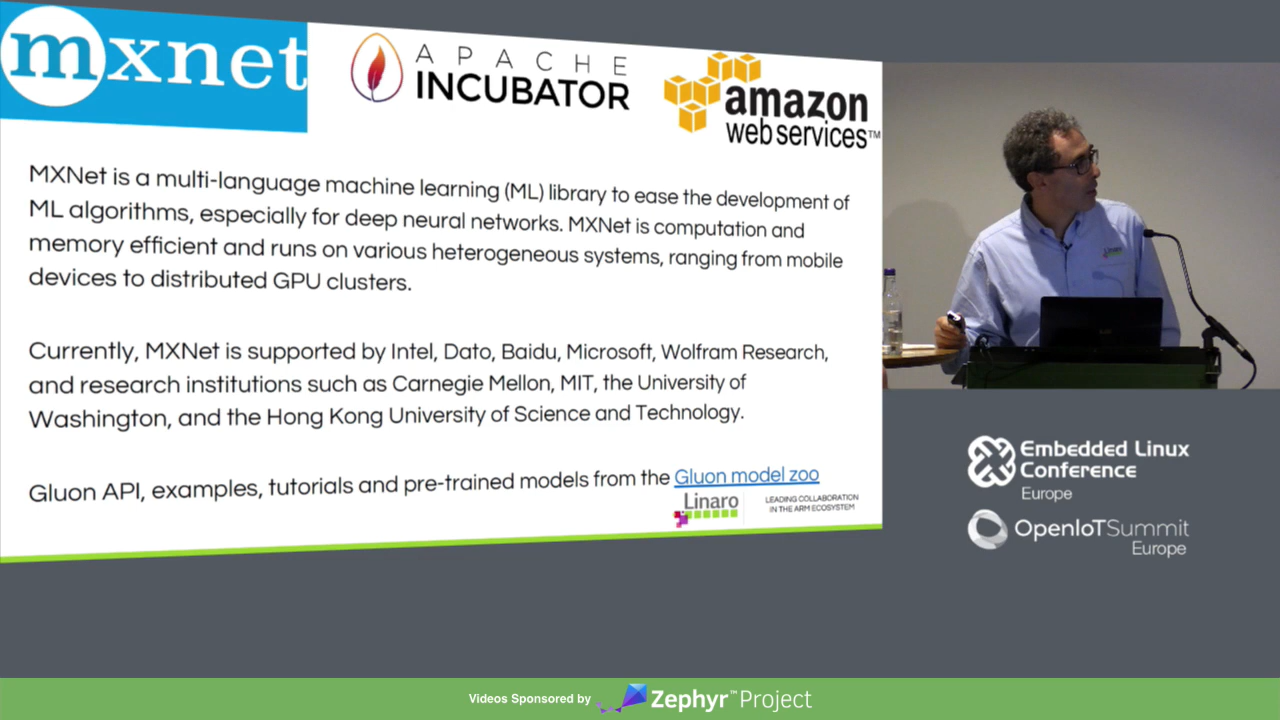 mxnet
APACHE
INCUBATOR
amazon
web services™
MXNet is a multi-language machine learning (ML) library to ease the development of
ML algorithms, especially for deep neural networks. MXNet is computation and
memory efficient and runs on various heterogeneous systems, ranging from mobile
devices to distributed GPU clusters.
Currently, MXNet is supported by Intel, Dato, Baidu, Microsoft, Wolfram Research,
and research institutions such as Carnegie Mellon, MIT, the University of
Washington, and the Hong Kong University of Science and Technology.
Gluon API, examples, tutorials and pre-trained models from the Gluon model zoo
Linaro
LEADING COLLABORATION
IN THE ARM ECOSYSTEM
Linaro
Embedded Linux
Conference
Europe
OpenIoTSummit
Europe
Videos Sponsored by Zephyr™Project